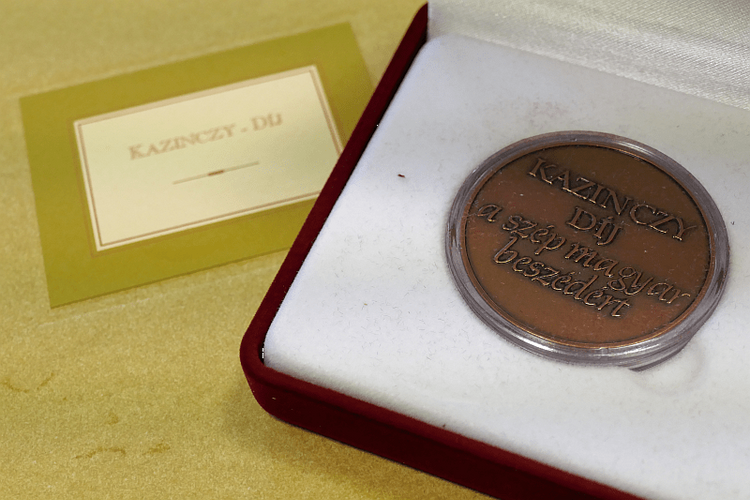 KAZINCZY - DÍJ
KAZINCZY
DÍJ
a szép magyar
beszédért